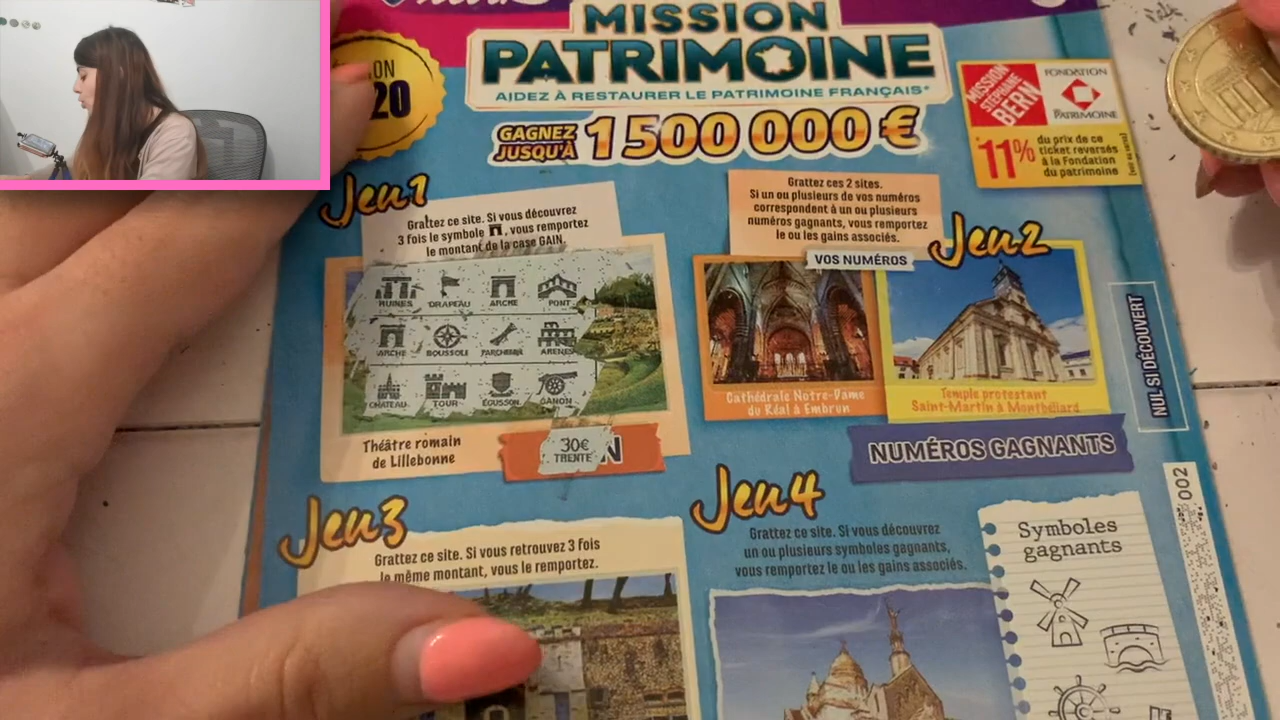 MISSION
PATRIMOINE
AIDEZ À RESTAURER LE PATRIMOINE FRANÇAIS*
GAGNEZ
JUSQU'À
1 500 000 €
MISSION
STÉPHANE
BERN
FONDATION
PATRIMOINE
*11%
du prix de ce
ticket reversés
à la Fondation
du patrimoine
20
Jeu1
Grattez ce site. Si vous découvrez
3 fois le symbole , vous remportez
le montant de la case GAIN.
RUINES DRAPEAU ARCHE PONT
ARCHE BOUSSOLE PARCHEMIN ARENES
CHATEAU TOUR ÉCUSSON CANON
Théâtre romain
de Lillebonne
30€
TRENTE
N
Grattez ces 2 sites.
Si un ou plusieurs de vos numéros
correspondent à un ou plusieurs
numéros gagnants, vous remportez
le ou les gains associés.
Jeu2
VOS NUMÉROS
Cathédrale Notre-Dame
du Réal à Embrun
Temple protestant
Saint-Martin à Montbéliard
NUMÉROS GAGNANTS
NUL SI DÉCOUVERT
002
Jeu3
Grattez ce site. Si vous retrouvez 3 fois
le même montant, vous le remportez.
Jeu4
Grattez ce site. Si vous découvrez
un ou plusieurs symboles gagnants,
vous remportez le ou les gains associés.
Symboles
gagnants